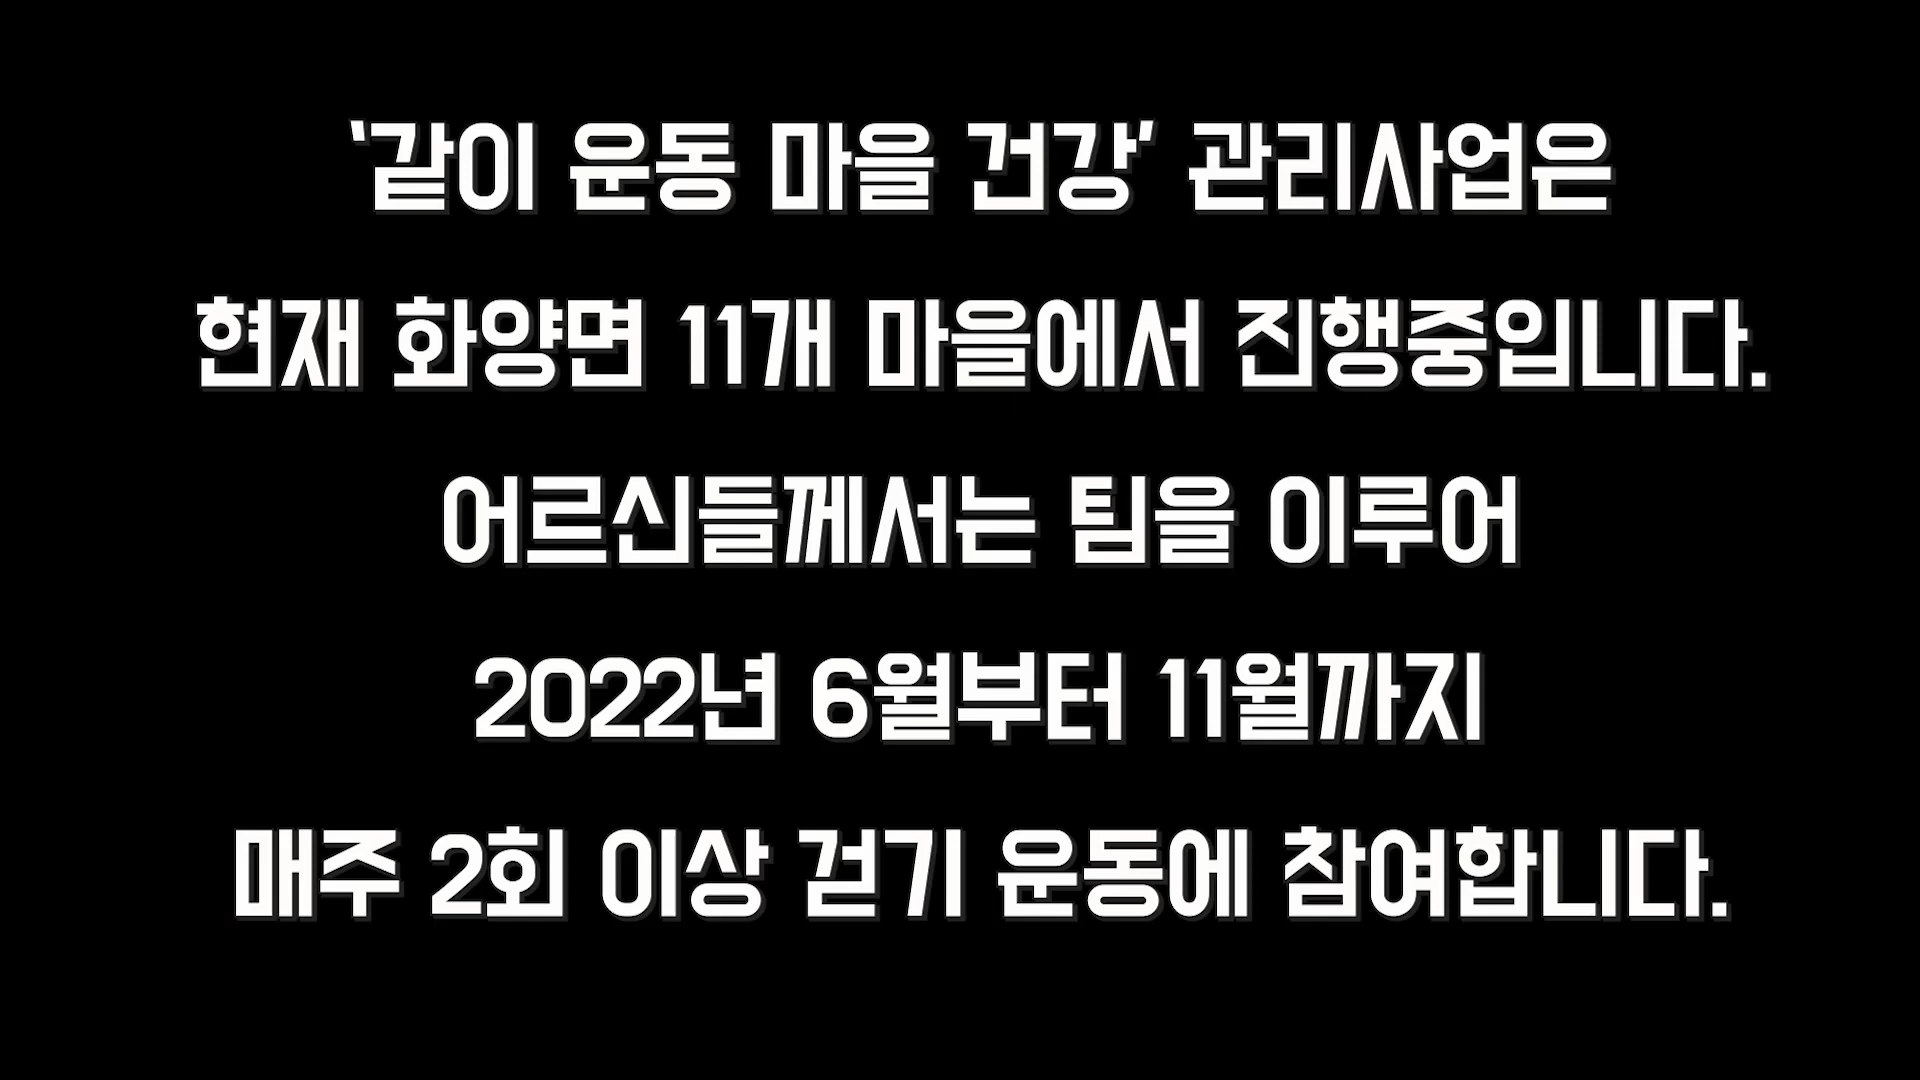 ‘같이 운동 마을 건강’ 관리사업은
현재 화양면 11개 마을에서 진행중입니다.
어르신들께서는 팀을 이루어
2022년 6월부터 11월까지
매주 2회 이상 걷기 운동에 참여합니다.